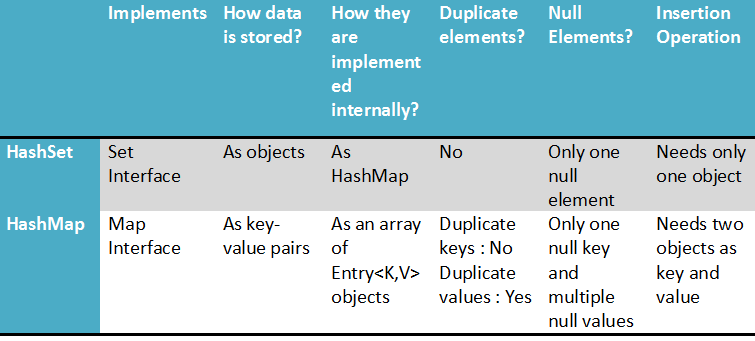 Implements
How data
is stored?
How they
are
implement
ed
internally?
Duplicate
elements?
Null
Elements?
Insertion
Operation
HashSet
Set
Interface
As objects
As
HashMap
No
Only one
null
element
Needs only
one object
HashMap
Map
Interface
As key-
value pairs
As an array
of
Entry<K,V>
objects
Duplicate
keys : No
Duplicate
values : Yes
Only one
null key
and
multiple
null values
Needs two
objects as
key and
value